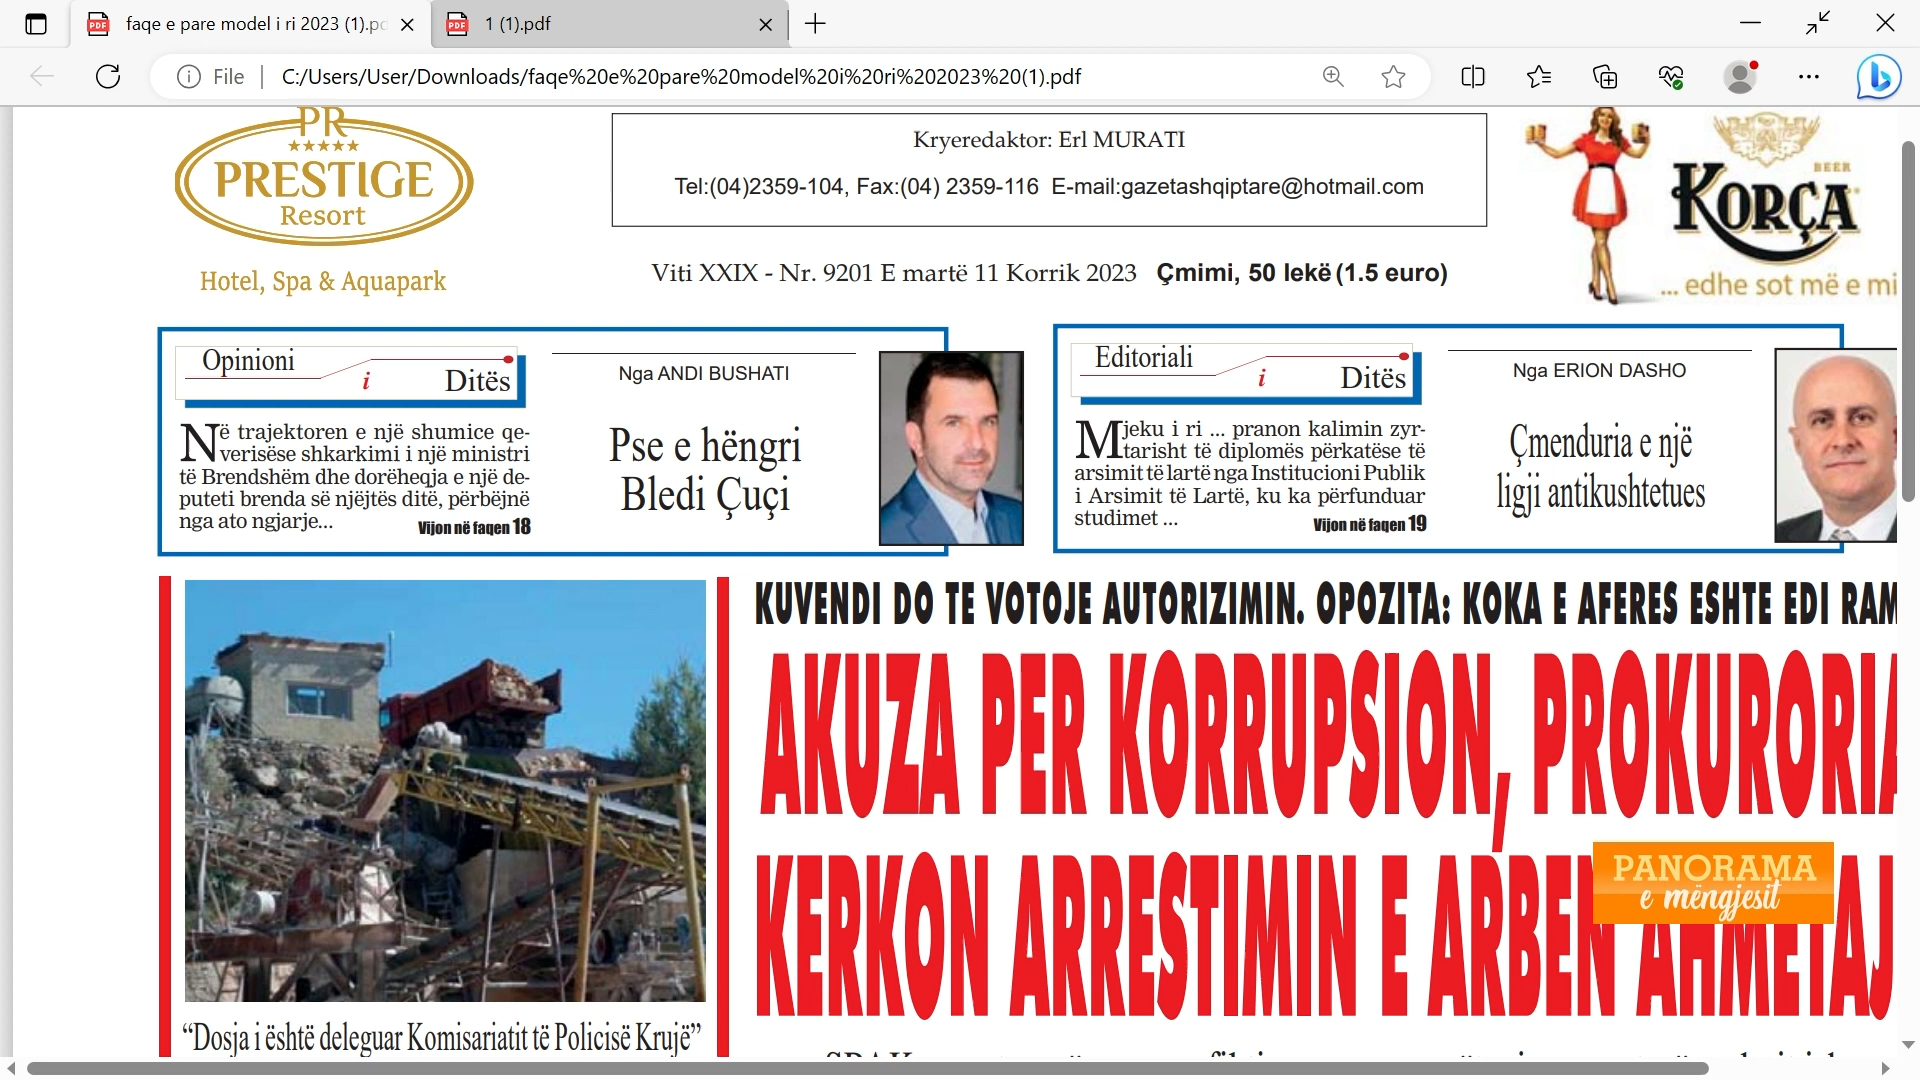 faqe e pare model i ri 2023 (1).pd
1 (1).pdf
File
C:/Users/User/Downloads/faqe%20e%20pare%20model%20i%20ri%202023%20(1).pdf
PR
PRESTIGE
Resort
Hotel, Spa & Aquapark
Kryeredaktor: Erl MURATI
Tel:(04)2359-104, Fax:(04) 2359-116 E-mail:gazetashqiptare@hotmail.com
Viti XXIX - Nr. 9201 E martë 11 Korrik 2023 Çmimi, 50 lekë (1.5 euro)
BEER
KORÇA
... edhe sot më e mi
Opinioni
i Ditës
Në trajektoren e një shumice qe-
verisëse shkarkimi i një ministri
të Brendshëm dhe dorëheqja e një de-
puteti brenda së njëjtës ditë, përbëjnë
nga ato ngjarje...
Vijon në faqen 18
Nga ANDI BUSHATI
Pse e hëngri
Bledi Çuçi
Editoriali
i Ditës
Mjeku i ri ... pranon kalimin zyr-
tarisht të diplomës përkatëse të
arsimit të lartë nga Institucioni Publik
i Arsimit të Lartë, ku ka përfunduar
studimet ...
Vijon në faqen 19
Nga ERION DASHO
Çmenduria e një
ligji antikushtetues
KUVENDI DO TE VOTOJE AUTORIZIMIN. OPOZITA: KOKA E AFERES ESHTE EDI RAM
AKUZA PER KORRUPSION, PROKURORIA
KERKON ARRESTIMIN E ARBEN AHMETAJ
PANORAMA
e mëngjesit
“Dosja i është deleguar Komisariatit të Policisë Krujë”